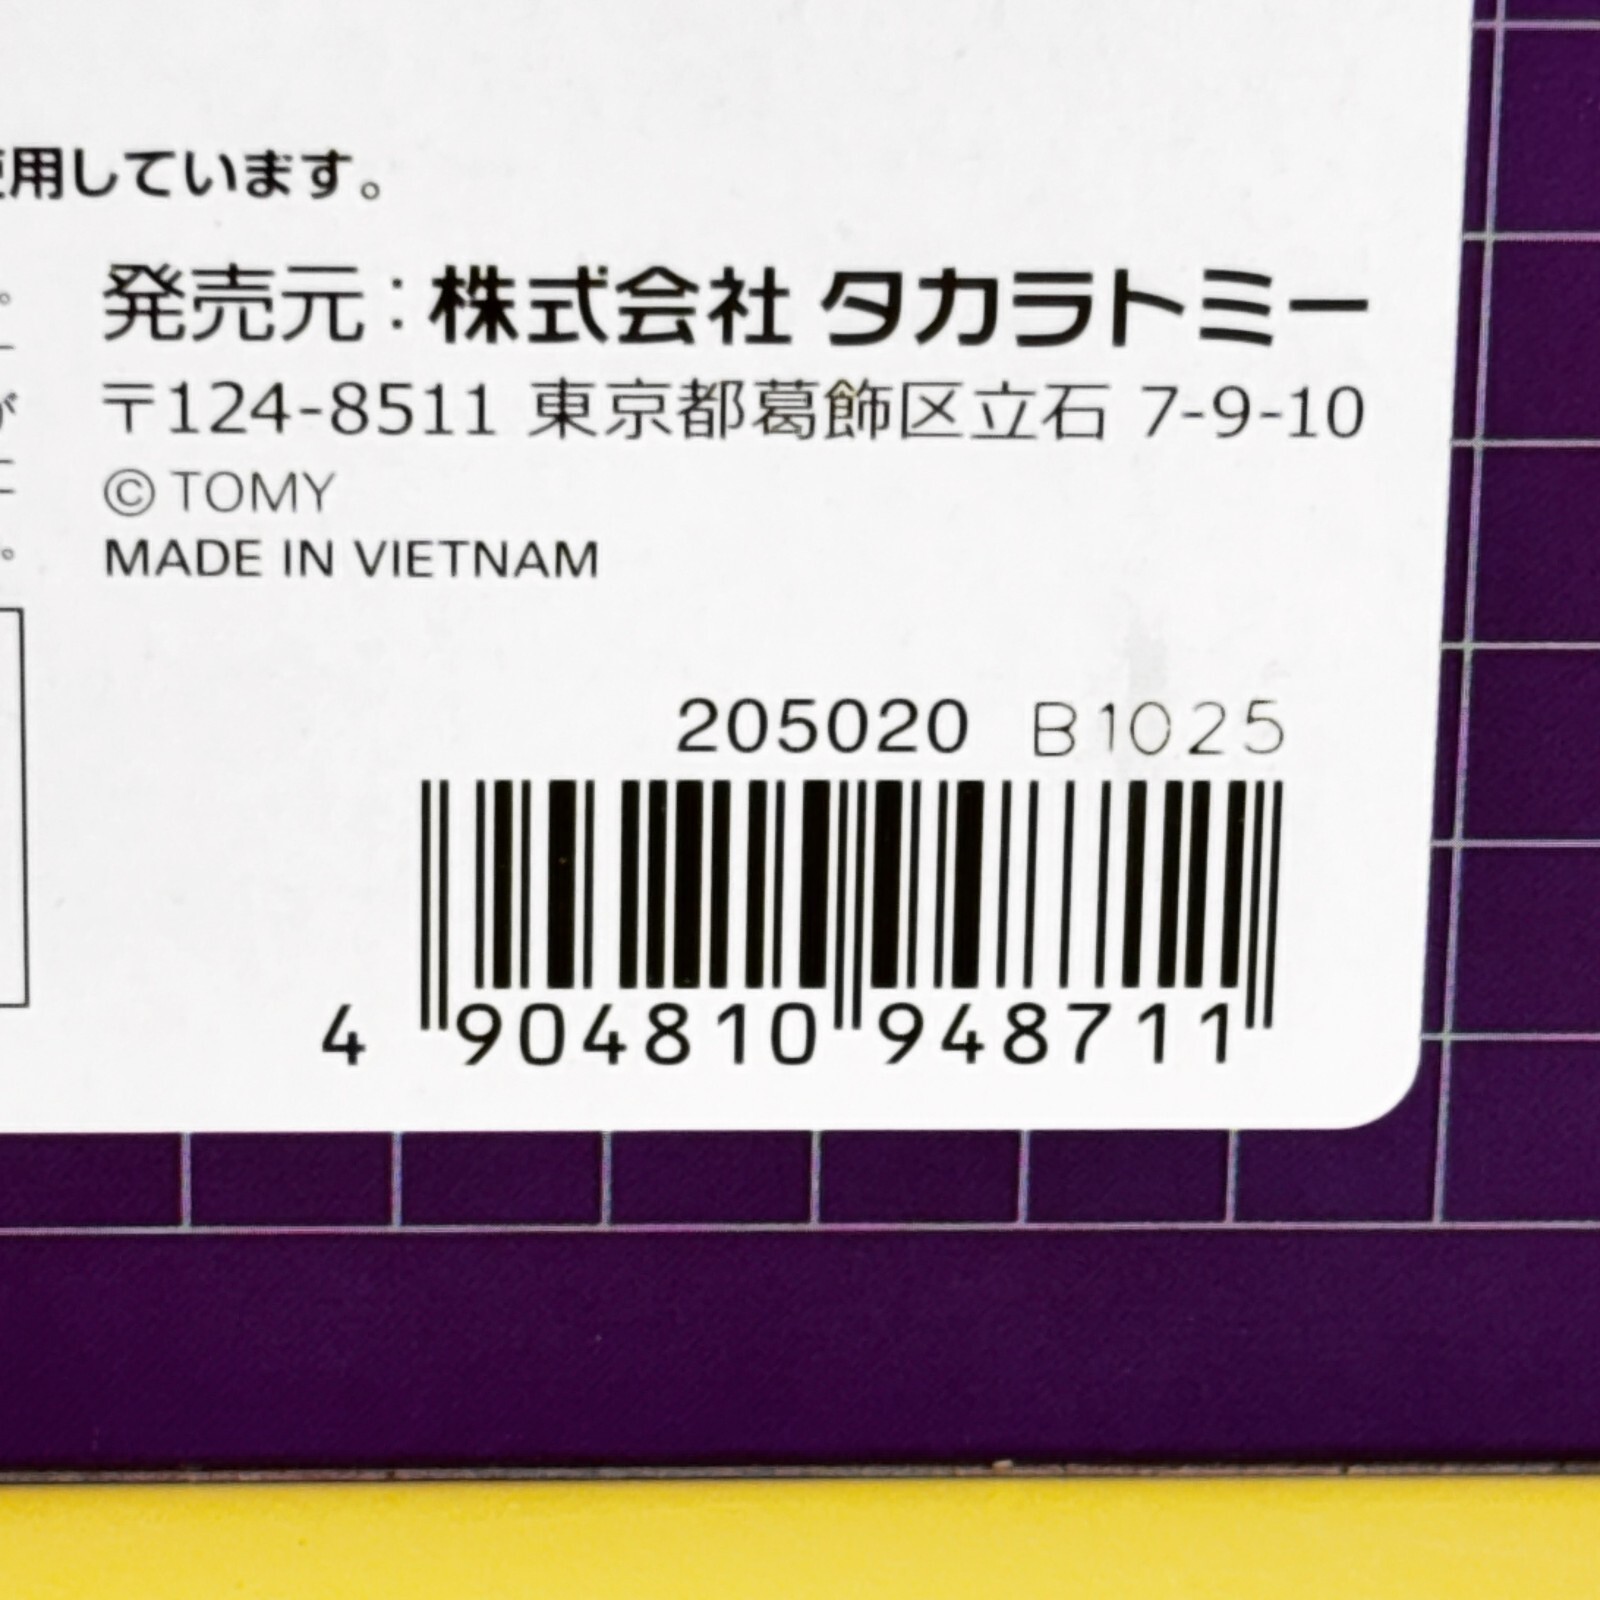 使用しています。
発売元：株式会社 タカラトミー
〒124-8511 東京都葛飾区立石 7-9-10
© TOMY
MADE IN VIETNAM
205020 B1025
4 904810 948711